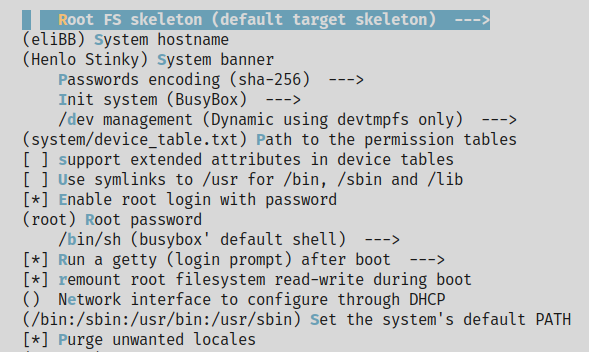 Root FS skeleton (default target skeleton)  --->
(eliBB) System hostname
(Henlo Stinky) System banner
Passwords encoding (sha-256)  --->
Init system (BusyBox)  --->
/dev management (Dynamic using devtmpfs only)  --->
(system/device_table.txt) Path to the permission tables
[ ] support extended attributes in device tables
[ ] Use symlinks to /usr for /bin, /sbin and /lib
[*] Enable root login with password
(root) Root password
/bin/sh (busybox' default shell)  --->
[*] Run a getty (login prompt) after boot  --->
[*] remount root filesystem read-write during boot
()  Network interface to configure through DHCP
(/bin:/sbin:/usr/bin:/usr/sbin) Set the system's default PATH
[*] Purge unwanted locales